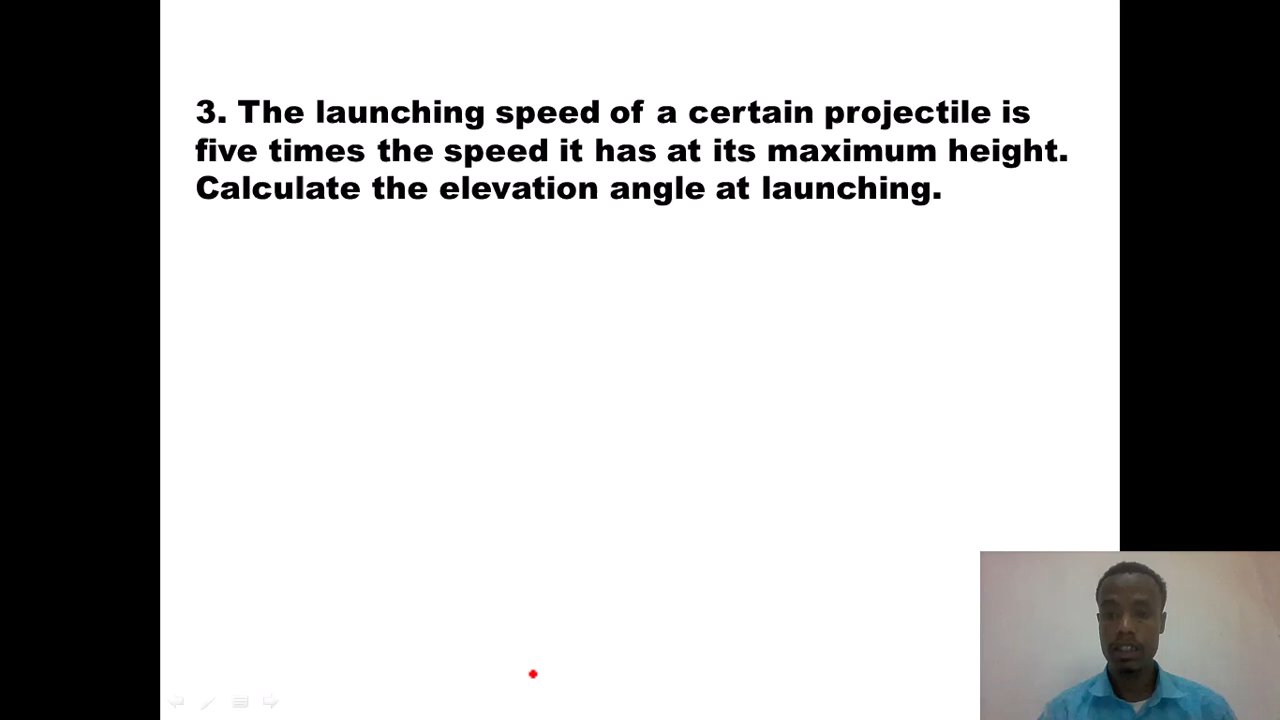 3. The launching speed of a certain projectile is
five times the speed it has at its maximum height.
Calculate the elevation angle at launching.